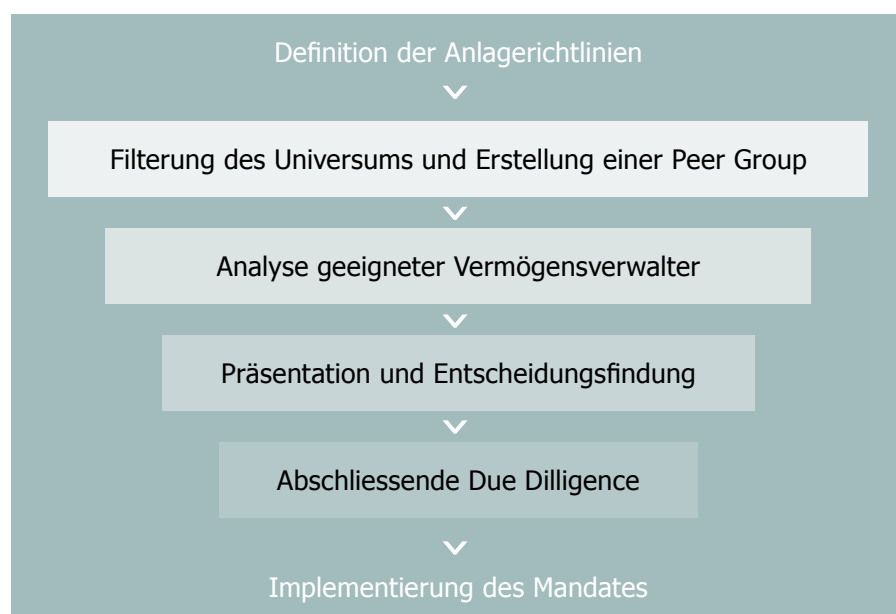 Definition der Anlagerichtlinien
Filterung des Universums und Erstellung einer Peer Group
Analyse geeigneter Vermögensverwalter
Präsentation und Entscheidungsfindung
Abschliessende Due Dilligence
Implementierung des Mandates